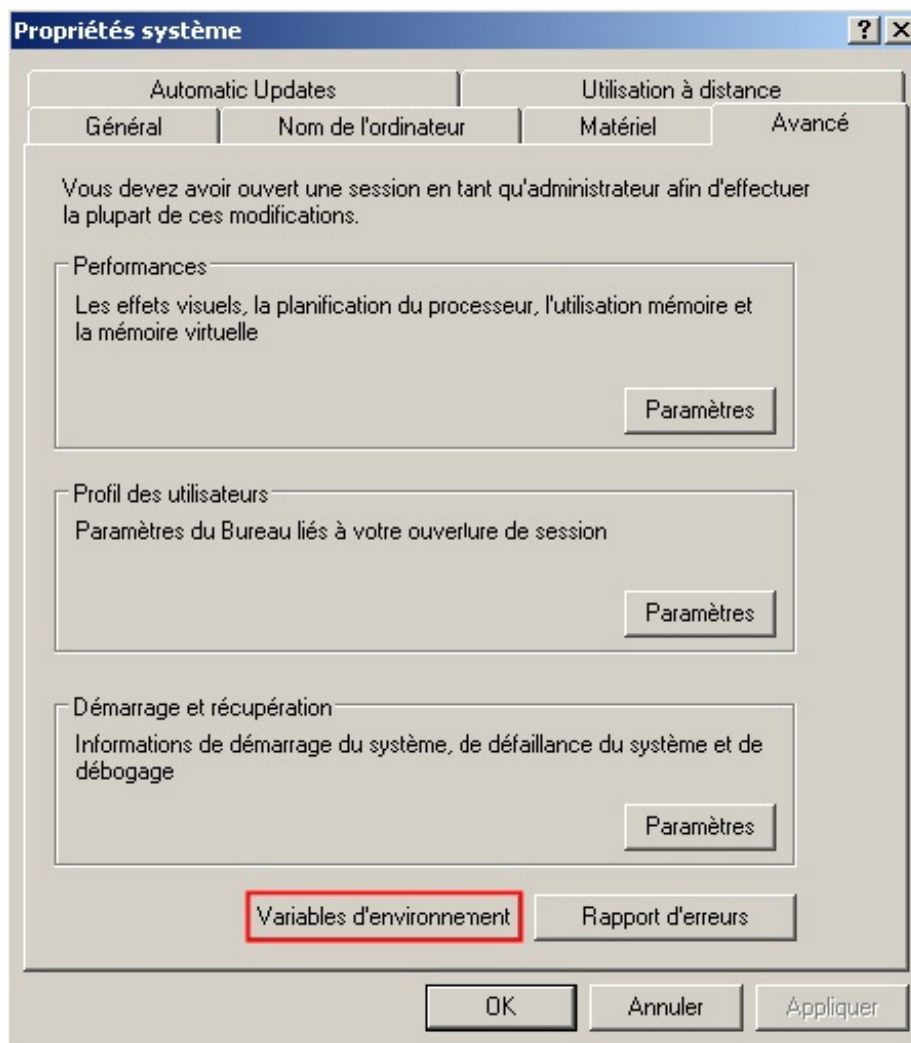 Propriétés système
Automatic Updates
Utilisation à distance
Général
Nom de l'ordinateur
Matériel
Avancé
Vous devez avoir ouvert une session en tant qu'administrateur afin d'effectuer
la plupart de ces modifications.
Performances
Les effets visuels, la planification du processeur, l'utilisation mémoire et
la mémoire virtuelle
Paramètres
Profil des utilisateurs
Paramètres du Bureau liés à votre ouverture de session
Paramètres
Démarrage et récupération
Informations de démarrage du système, de défaillance du système et de
débogage
Paramètres
Variables d'environnement
Rapport d'erreurs
OK
Annuler
Appliquer